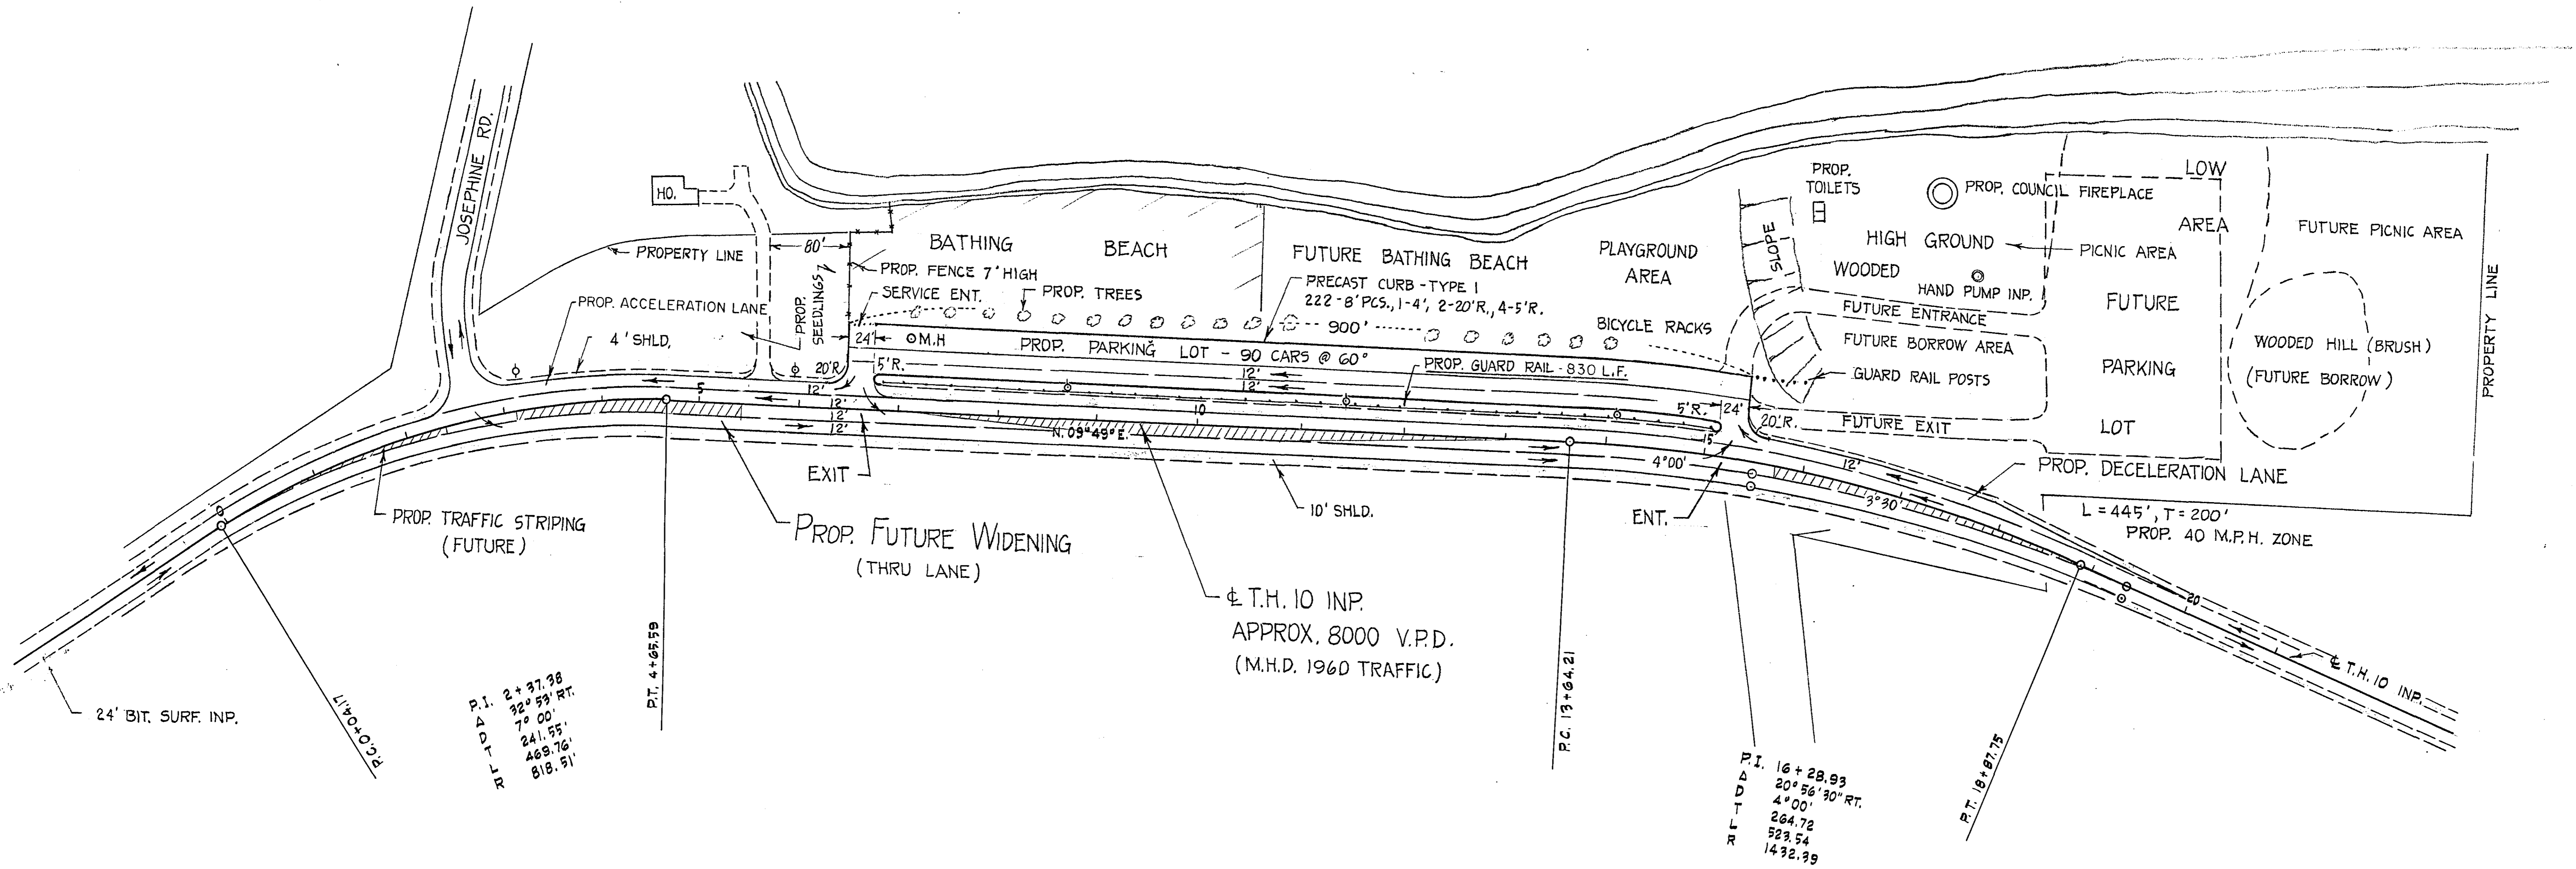 JOSEPHINE RD.
HO.
PROPERTY LINE
80'
PROP. ACCELERATION LANE
4' SHLD.
PROP.
SEEDLINGS
BATHING BEACH
PROP. FENCE 7' HIGH
SERVICE ENT.
PROP. TREES
24'
M.H
FUTURE BATHING BEACH
PRECAST CURB - TYPE 1
222-8' PCS., 1-4', 2-20'R., 4-5'R.
900'
PROP. PARKING LOT - 90 CARS @ 60°
PLAYGROUND
AREA
BICYCLE RACKS
SLOPE
PROP.
TOILETS
PROP. COUNCIL FIREPLACE
HIGH GROUND
PICNIC AREA
WOODED
HAND PUMP INP.
FUTURE ENTRANCE
FUTURE BORROW AREA
GUARD RAIL POSTS
FUTURE EXIT
LOW
AREA
FUTURE
PARKING
LOT
FUTURE PICNIC AREA
WOODED HILL (BRUSH)
(FUTURE BORROW)
PROPERTY LINE
20'R.
5'R.
12'
12'
PROP. GUARD RAIL - 830 L.F.
5'R.
24'
20'R.
0
5
10
15
20
12'
12'
12'
N. 09° 49' E.
4°00'
12'
3°30'
PROP. DECELERATION LANE
L = 445', T = 200'
PROP. 40 M.P.H. ZONE
EXIT
10' SHLD.
ENT.
PROP. TRAFFIC STRIPING
(FUTURE)
PROP. FUTURE WIDENING
(THRU LANE)
℄ T.H. 10 INP.
APPROX. 8000 V.P.D.
(M.H.D. 1960 TRAFFIC)
24' BIT. SURF. INP.
P.C. 0+04.17
P.I. 2+37.38
Δ 32° 53' RT.
D 7° 00'
T 241.55'
L 469.76'
R 818.51'
P.T. 4+65.59
P.C. 13+64.21
P.I. 16+28.93
Δ 20° 56' 30" RT.
D 4°00'
T 264.72
L 523.54
R 1432.39
P.T. 18+87.75
℄ T.H. 10 INP.